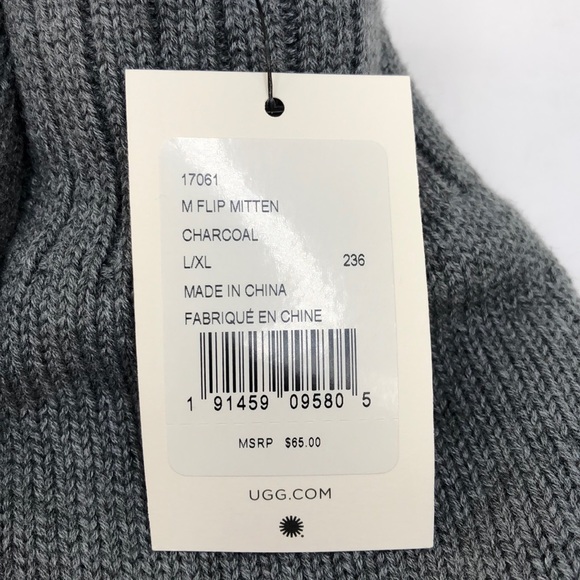 17061
M FLIP MITTEN
CHARCOAL
L/XL 236
MADE IN CHINA
FABRIQUÉ EN CHINE
1 91459 09580 5
MSRP $65.00
UGG.COM